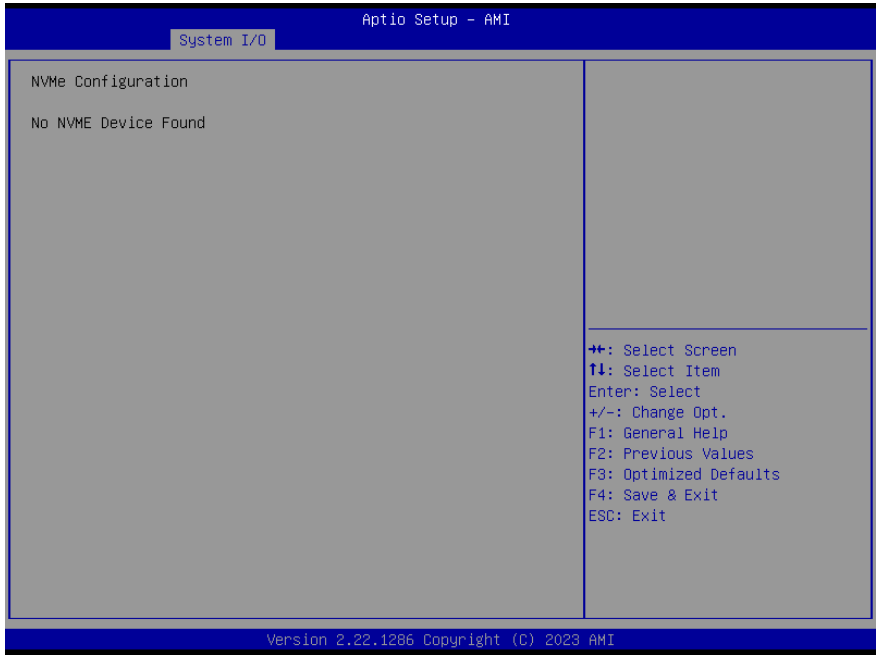 Aptio Setup – AMI
System I/O
NVMe Configuration
No NVME Device Found
→←: Select Screen
↑↓: Select Item
Enter: Select
+/-: Change Opt.
F1: General Help
F2: Previous Values
F3: Optimized Defaults
F4: Save & Exit
ESC: Exit
Version 2.22.1286 Copyright (C) 2023 AMI